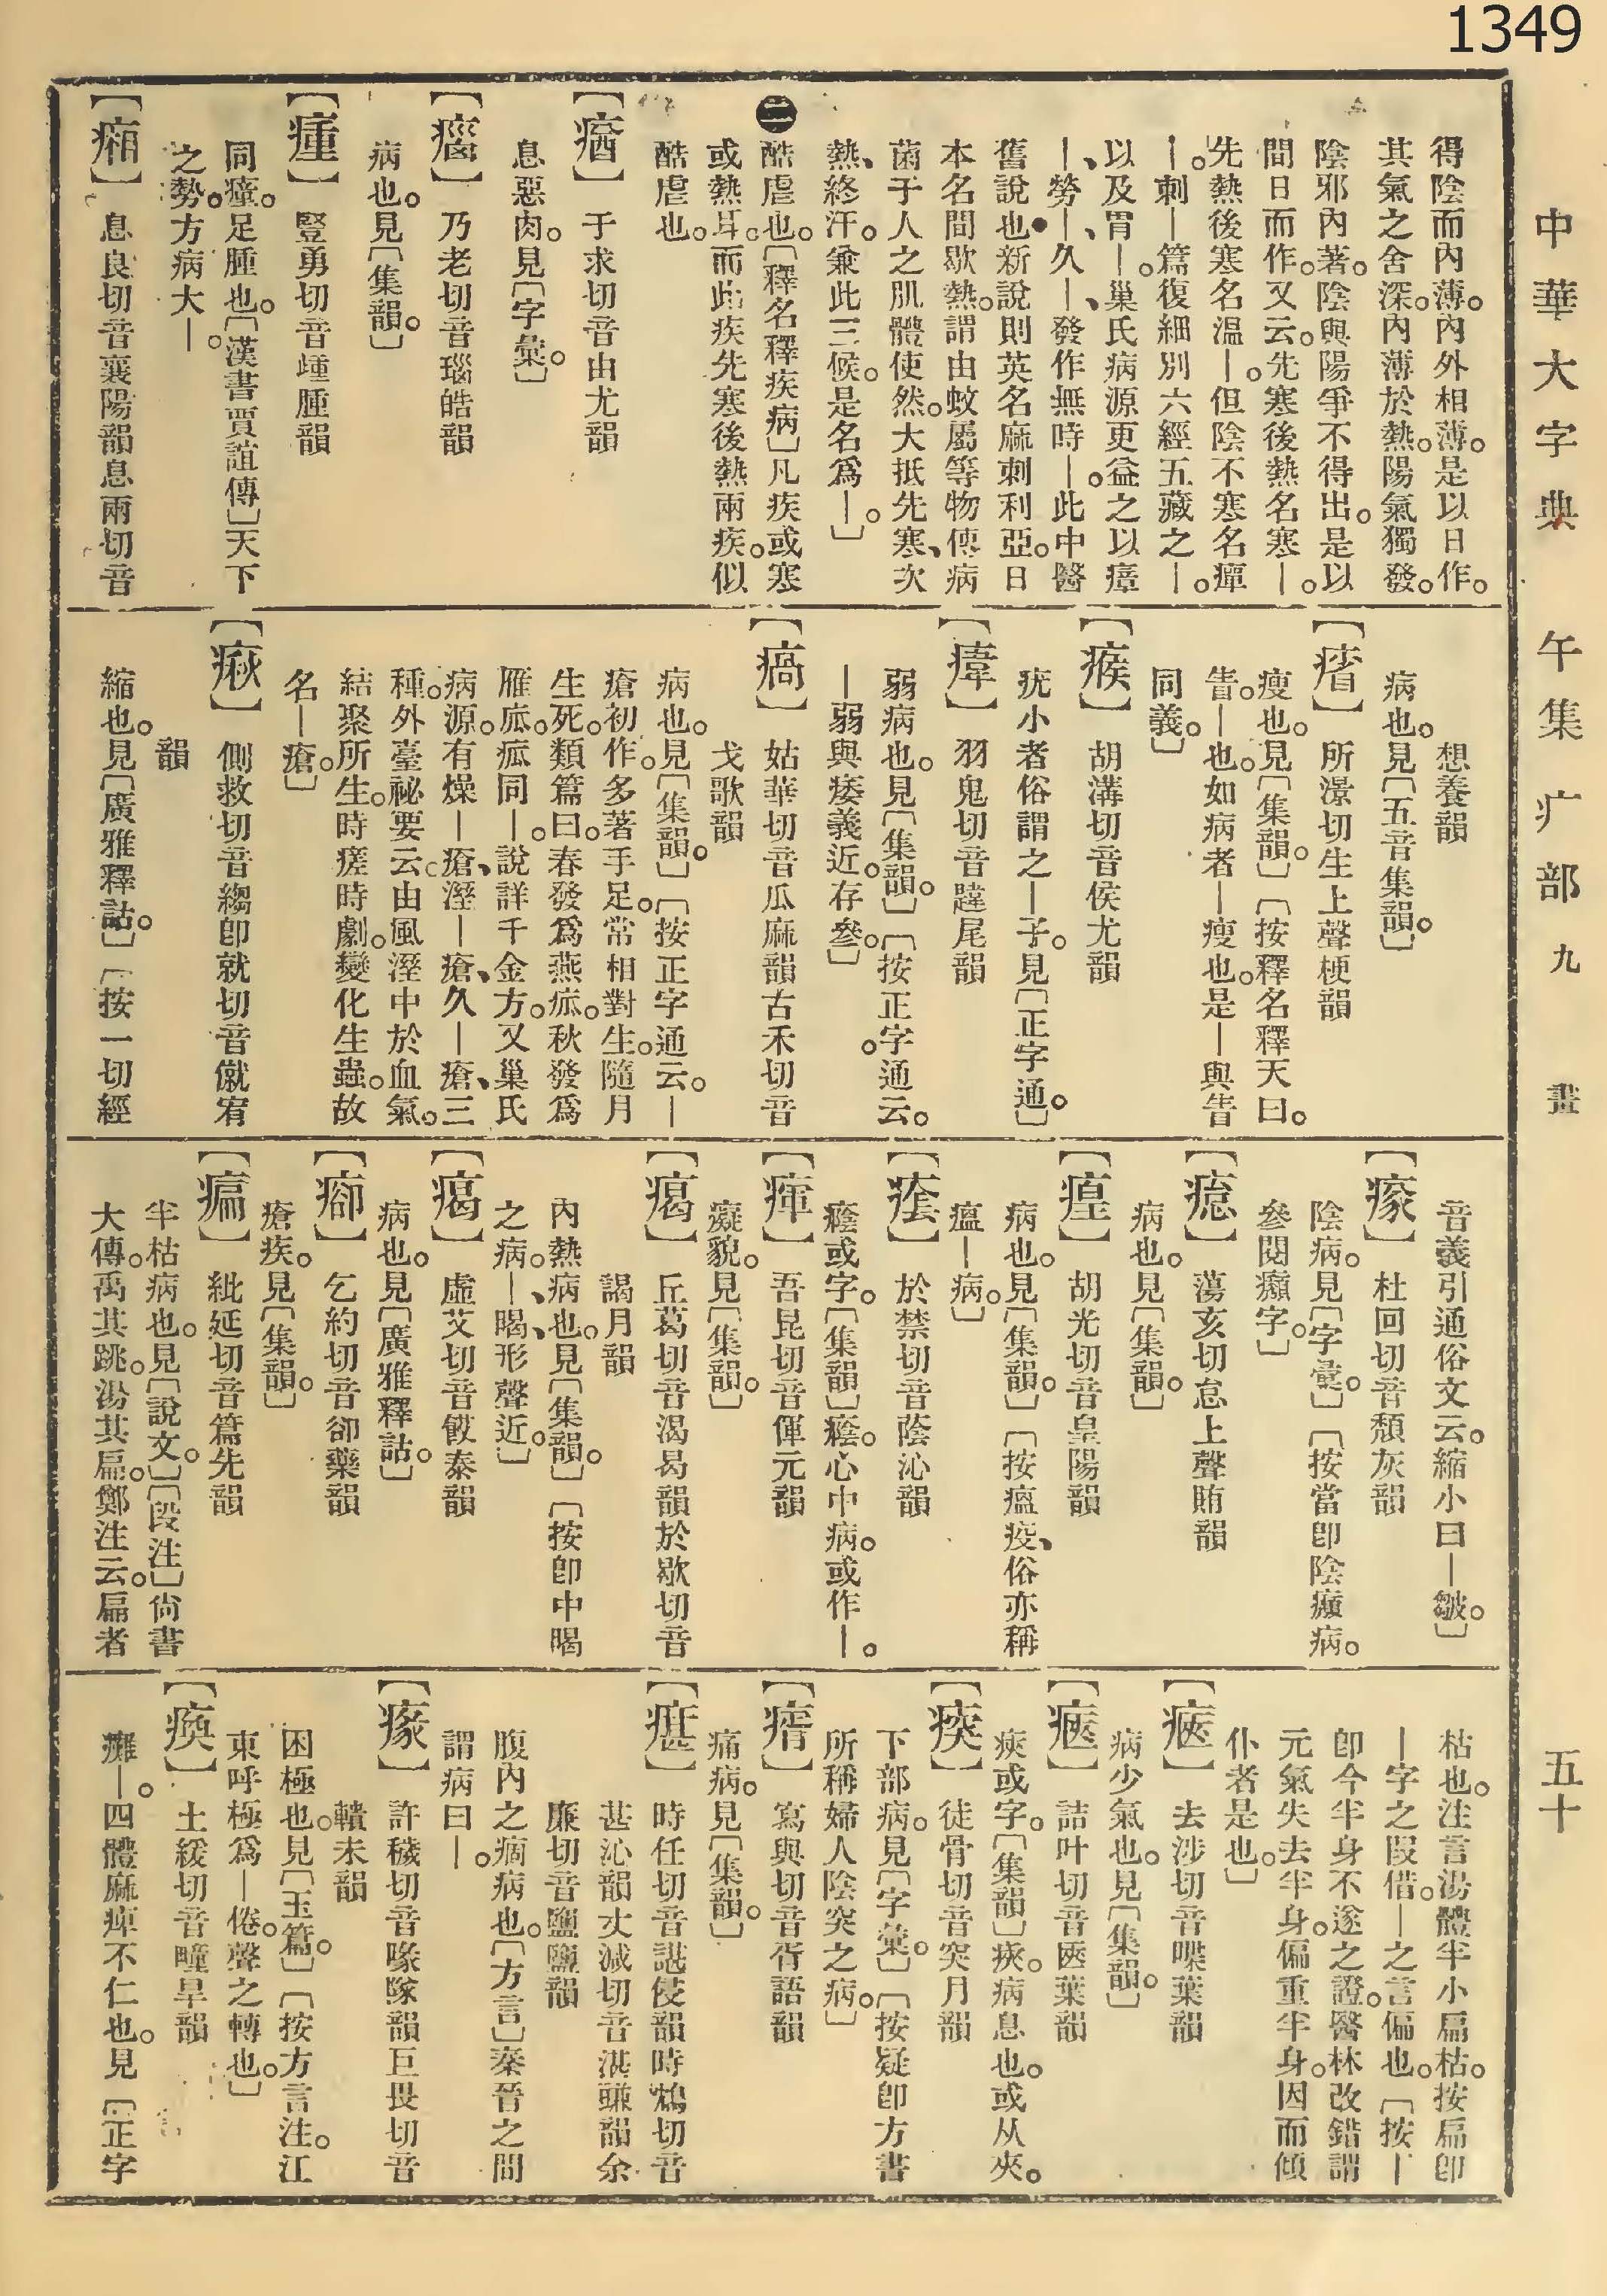 1349
中華大字典 午集 疒部 九畫 五十
得陰而內薄。內外相薄。是以日作。
其氣之舍深。內薄於熱。陽氣獨發。
陰邪內著。陰與陽爭不得出。是以
間日而作。又云。先寒後熱名寒—。
先熱後寒名溫—。但陰不寒名癉
—。刺—篇復細別六經五藏之—。
以及胃—。巢氏病源更益之以瘴
—、勞—、久—、發作無時—。此中醫
舊說也●新說則英名麻刺利亞。日
本名間歇熱。謂由蚊屬等物傳病
菌于人之肌體使然。大抵先寒、次
熱、終汗。兼此三候。是名爲—。〕
㊁酷虐也。〔釋名釋疾病〕凡疾或寒
或熱耳。而此疾先寒後熱兩疾。似
酷虐也。
【㾞】于求切音由尤韻
息惡肉。見〔字彙。〕
【㛴】乃老切音瑙皓韻
病也。見〔集韻。〕
【瘇】豎勇切音歱腫韻
同㿈。足腫也。〔漢書賈誼傳〕天下
之勢。方病大—。
【㾮】息良切音襄陽韻息兩切音
想養韻
病也。見〔五音集韻。〕
【㾪】所澋切生上聲梗韻
瘦也。見〔集韻。〕〔按釋名釋天曰。
眚。—也。如病者—瘦也。是—與眚
同義。〕
【瘊】胡溝切音侯尤韻
疣小者俗謂之—子。見〔正字通。〕
【㾨】羽鬼切音韙尾韻
弱病也。見〔集韻。〕〔按正字通云。
—弱與痿義近。存參。〕
【㾧】姑華切音瓜麻韻古禾切音
戈歌韻
病也。見〔集韻。〕〔按正字通云。—
瘡初作。多著手足。常相對生。隨月
生死。類篇曰。春發爲燕㽿。秋發爲
雁㽿。㽿同—。說詳千金方。又巢氏
病源。有燥—瘡、溼—瘡、久—瘡、三
種。外臺祕要云。由風溼中於血氣。
結聚所生。時瘥時劇。變化生蟲。故
名—瘡。〕
【㾭】側救切音縐卽就切音僦宥
韻
縮也。見〔廣雅釋詁。〕〔按一切經
音義引通俗文云。縮小曰—皺。〕
【㾽】杜回切音頹灰韻
陰病。見〔字彙。〕〔按當卽陰㿗病。
參閱㿗字。〕
【㾷】蕩亥切怠上聲賄韻
病也。見〔集韻。〕
【㾠】胡光切音皇陽韻
病也。見〔集韻。〕〔按瘟疫、俗亦稱
瘟—病。〕
於禁切音蔭沁韻
癊或字。〔集韻〕癊。心中病。或作—。
【㾫】吾昆切音僤元韻
癡貌。見〔集韻。〕
【㾢】丘葛切音渴曷韻於歇切音
謁月韻
內熱病也。見〔集韻。〕〔按卽中暍
之病。—、暍、形聲近。〕
【㾢】虛艾切音餀泰韻
病也。見〔廣雅釋詁。〕
【㾡】乞約切音卻藥韻
瘡疾。見〔集韻。〕
【㾫】紕延切音篇先韻
半枯病也。見〔說文。〕〔段注〕尙書
大傳。禹其跳。湯其扁。鄭注云。扁者
枯也。注言湯體半小扁枯。按扁卽
—字之叚借。—之言偏也。〔按—
卽今半身不遂之證。醫林改錯謂
元氣失去半身。偏重半身。因而傾
仆者是也。〕
【㾜】去涉切音喋葉韻
病少氣也。見〔集韻。〕
【㾜】詰叶切音医葉韻
㾜或字。〔集韻〕㾜。病息也。或从夾。
【㾻】徒骨切音突月韻
下部病。見〔字彙。〕〔按疑卽方書
所稱婦人陰突之病。〕
寫與切音胥語韻
痛病。見〔集韻。〕
時任切音諶侵韻時鴆切音
甚沁韻丈減切音湛豏韻余
廉切音鹽鹽韻
腹內之痼病也。〔方言〕秦晉之間
謂病曰—。
【瘃】許穢切音喙隊韻巨畏切音
䡺未韻
困極也。見〔玉篇。〕〔按方言注。江
東呼極爲—。倦聲之轉也。〕
【瘓】土緩切音疃旱韻
癱—。四體麻痺不仁也。見〔正字